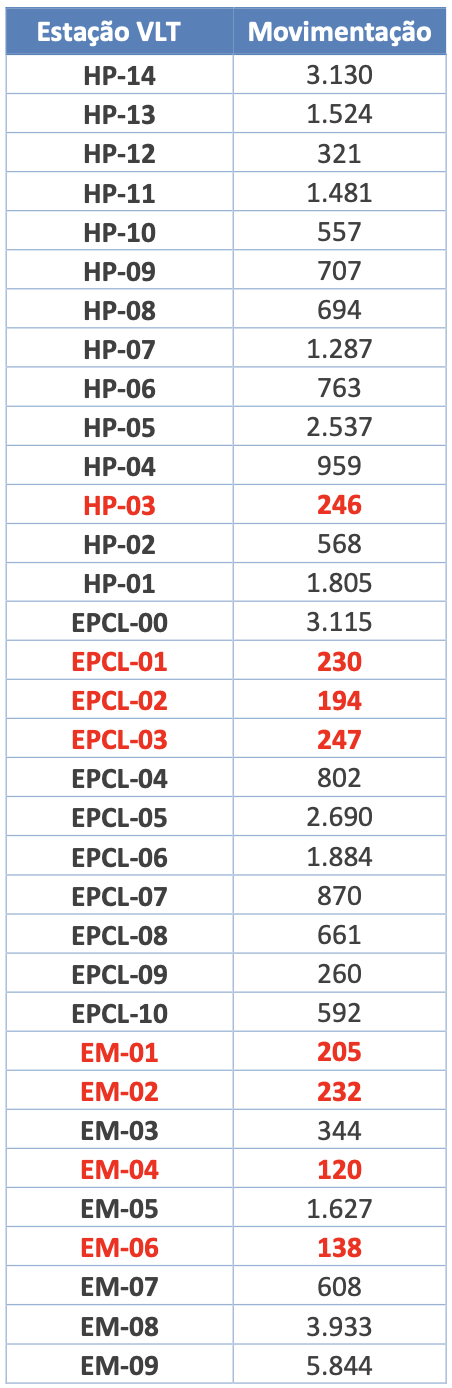 Estação VLT Movimentação
HP-14 3.130
HP-13 1.524
HP-12 321
HP-11 1.481
HP-10 557
HP-09 707
HP-08 694
HP-07 1.287
HP-06 763
HP-05 2.537
HP-04 959
HP-03 246
HP-02 568
HP-01 1.805
EPCL-00 3.115
EPCL-01 230
EPCL-02 194
EPCL-03 247
EPCL-04 802
EPCL-05 2.690
EPCL-06 1.884
EPCL-07 870
EPCL-08 661
EPCL-09 260
EPCL-10 592
EM-01 205
EM-02 232
EM-03 344
EM-04 120
EM-05 1.627
EM-06 138
EM-07 608
EM-08 3.933
EM-09 5.844